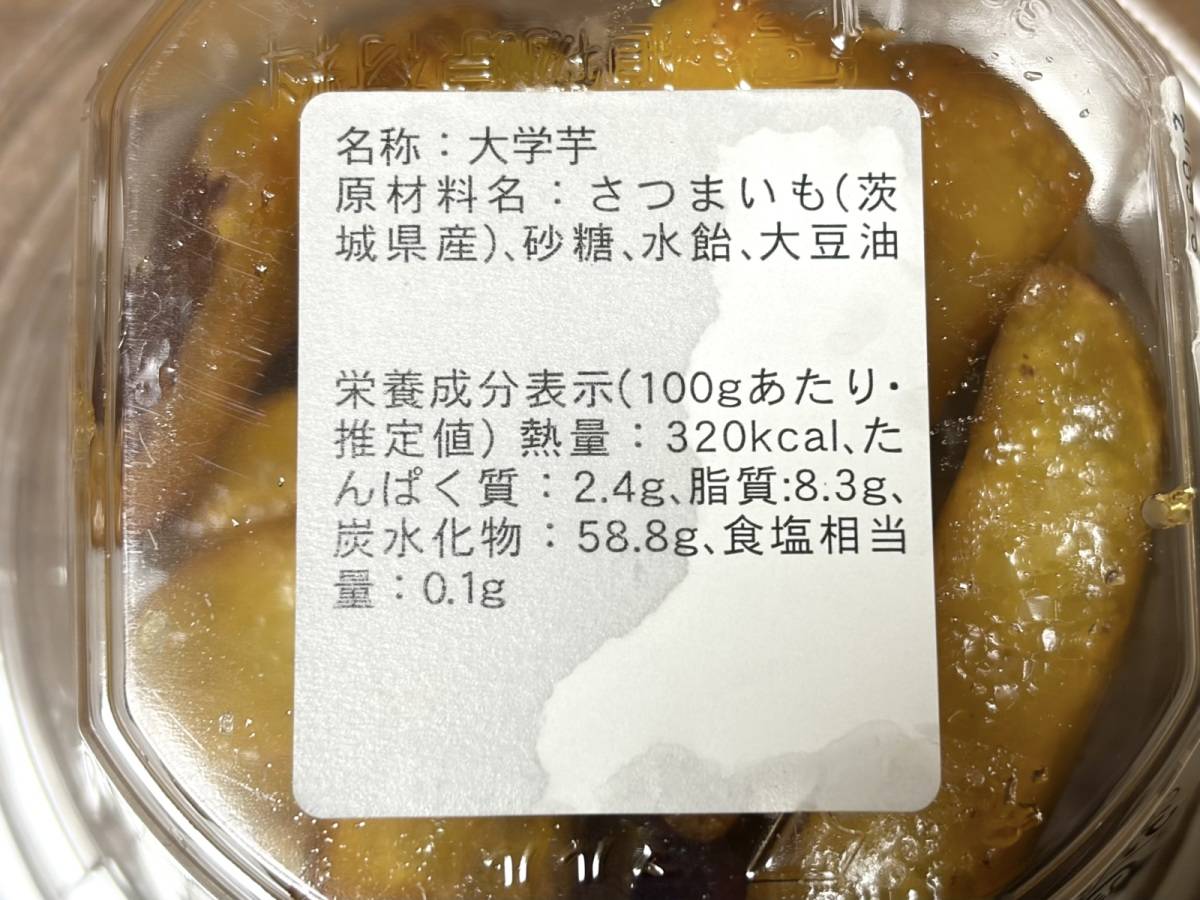 名称：大学芋
原材料名：さつまいも(茨
城県産)、砂糖、水飴、大豆油
栄養成分表示(100gあたり・
推定値) 熱量：320kcal、た
んぱく質：2.4g、脂質:8.3g、
炭水化物：58.8g、食塩相当
量：0.1g